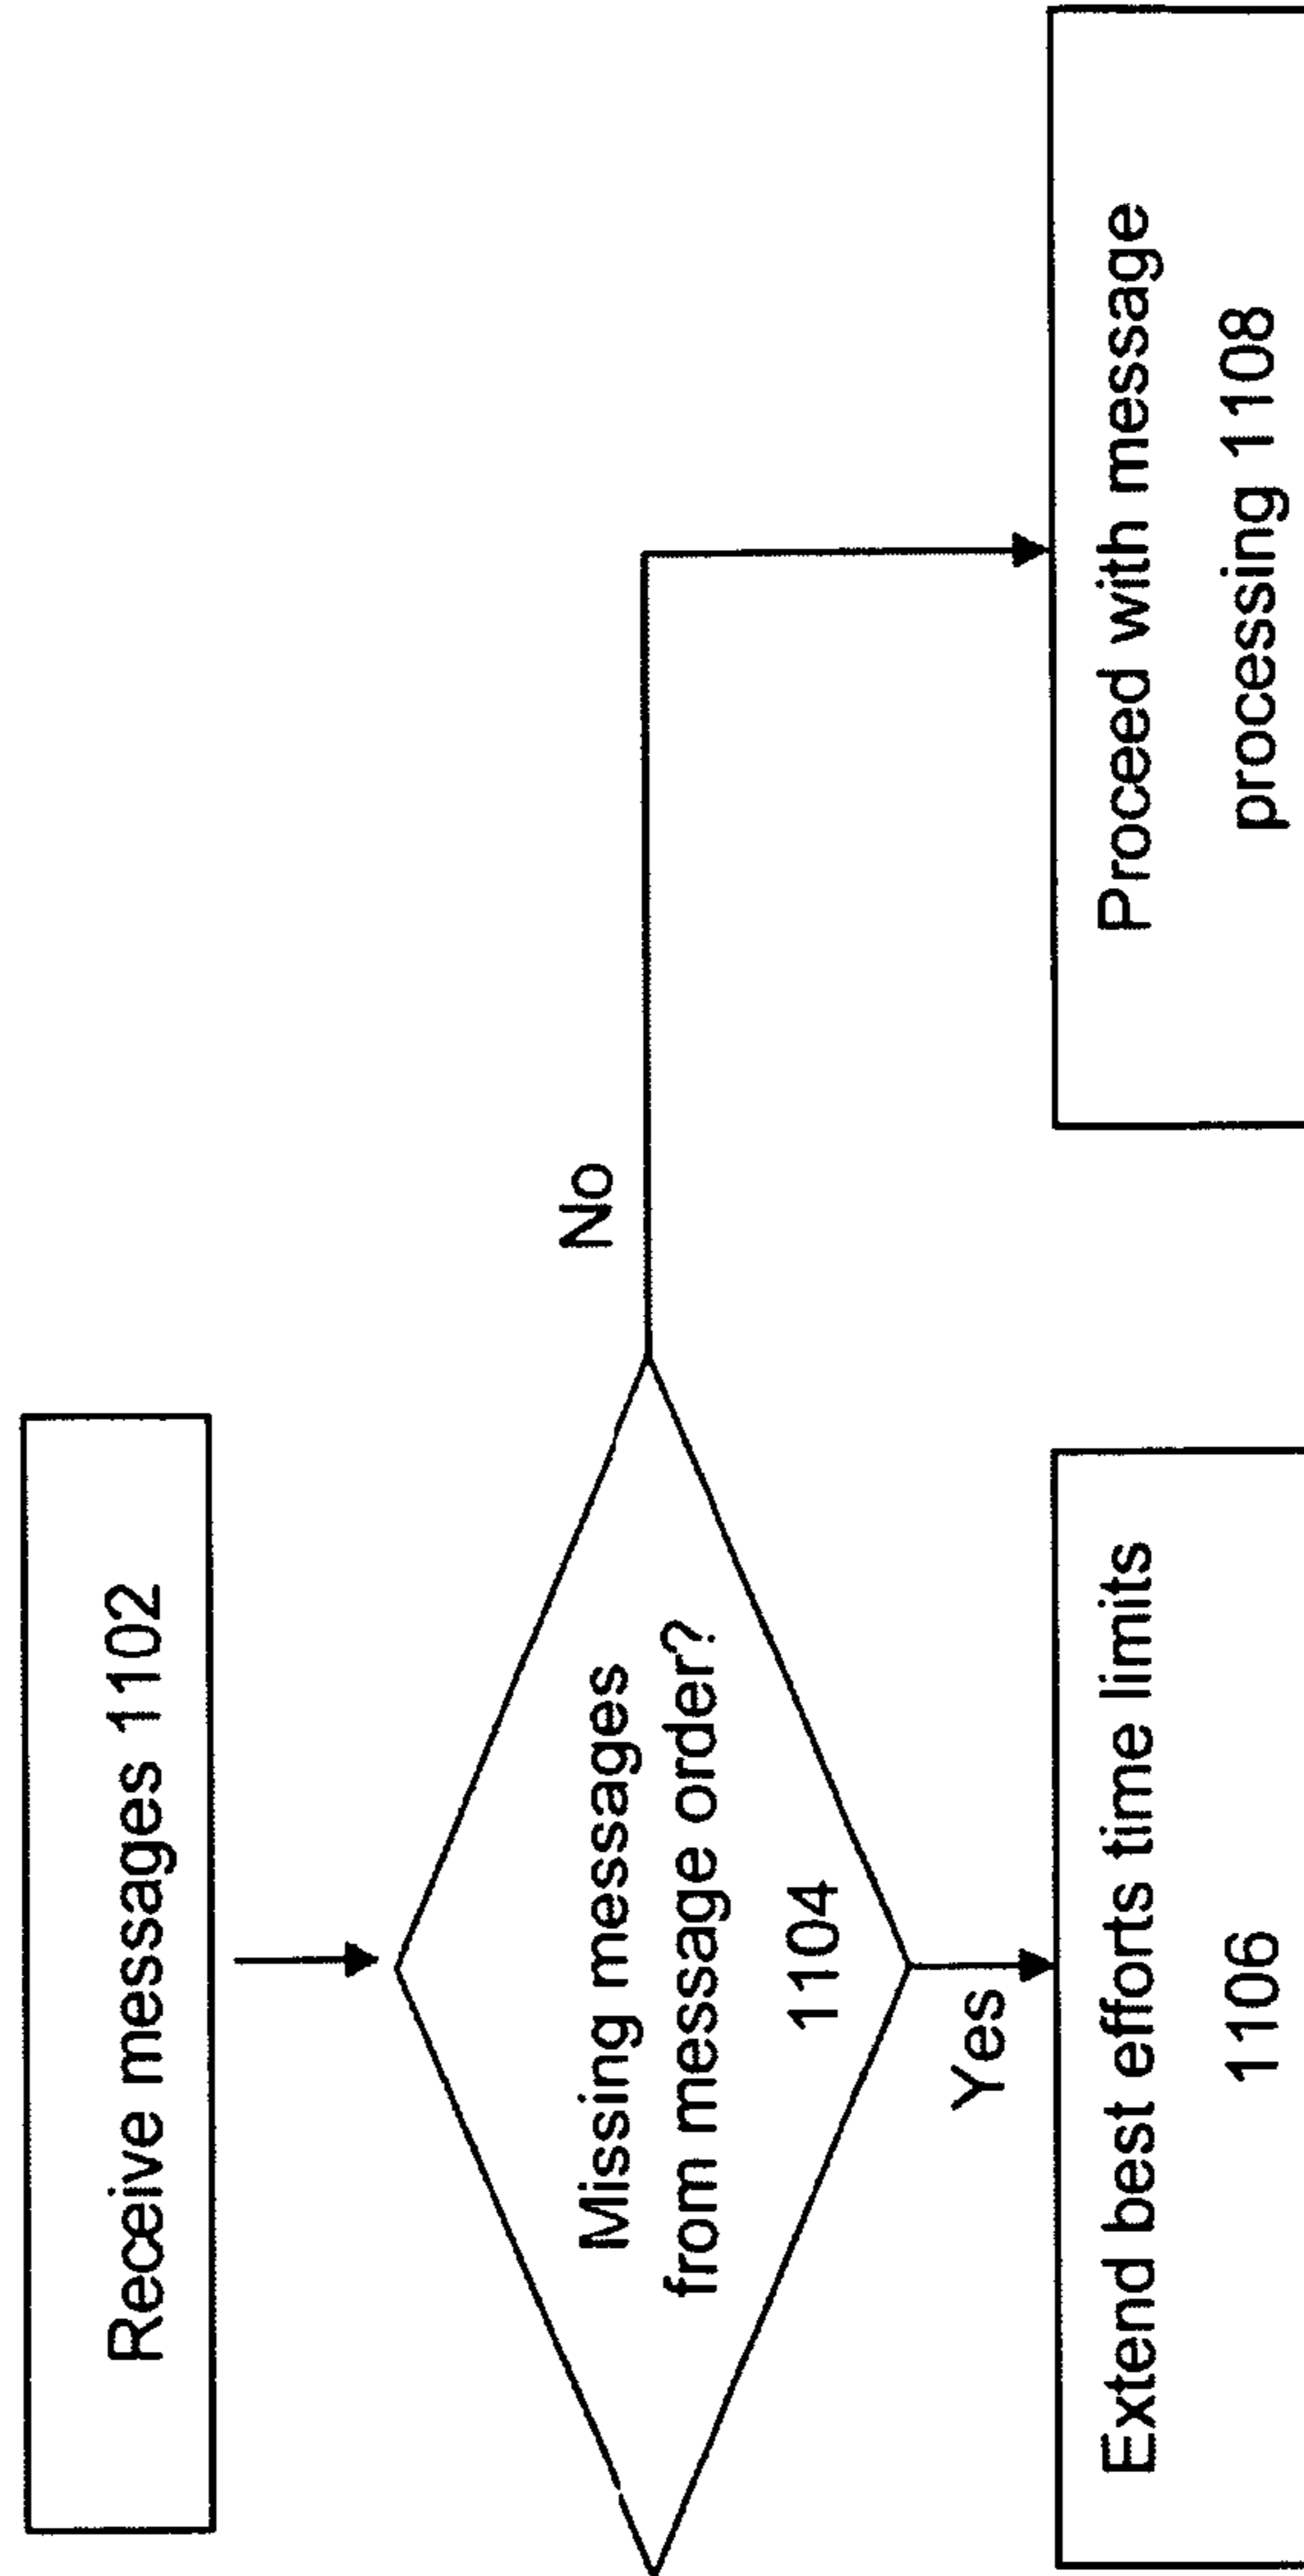 Receive messages 1102
Missing messages
from message order?
1104
No
Yes
Extend best efforts time limits
1106
Proceed with message
processing 1108